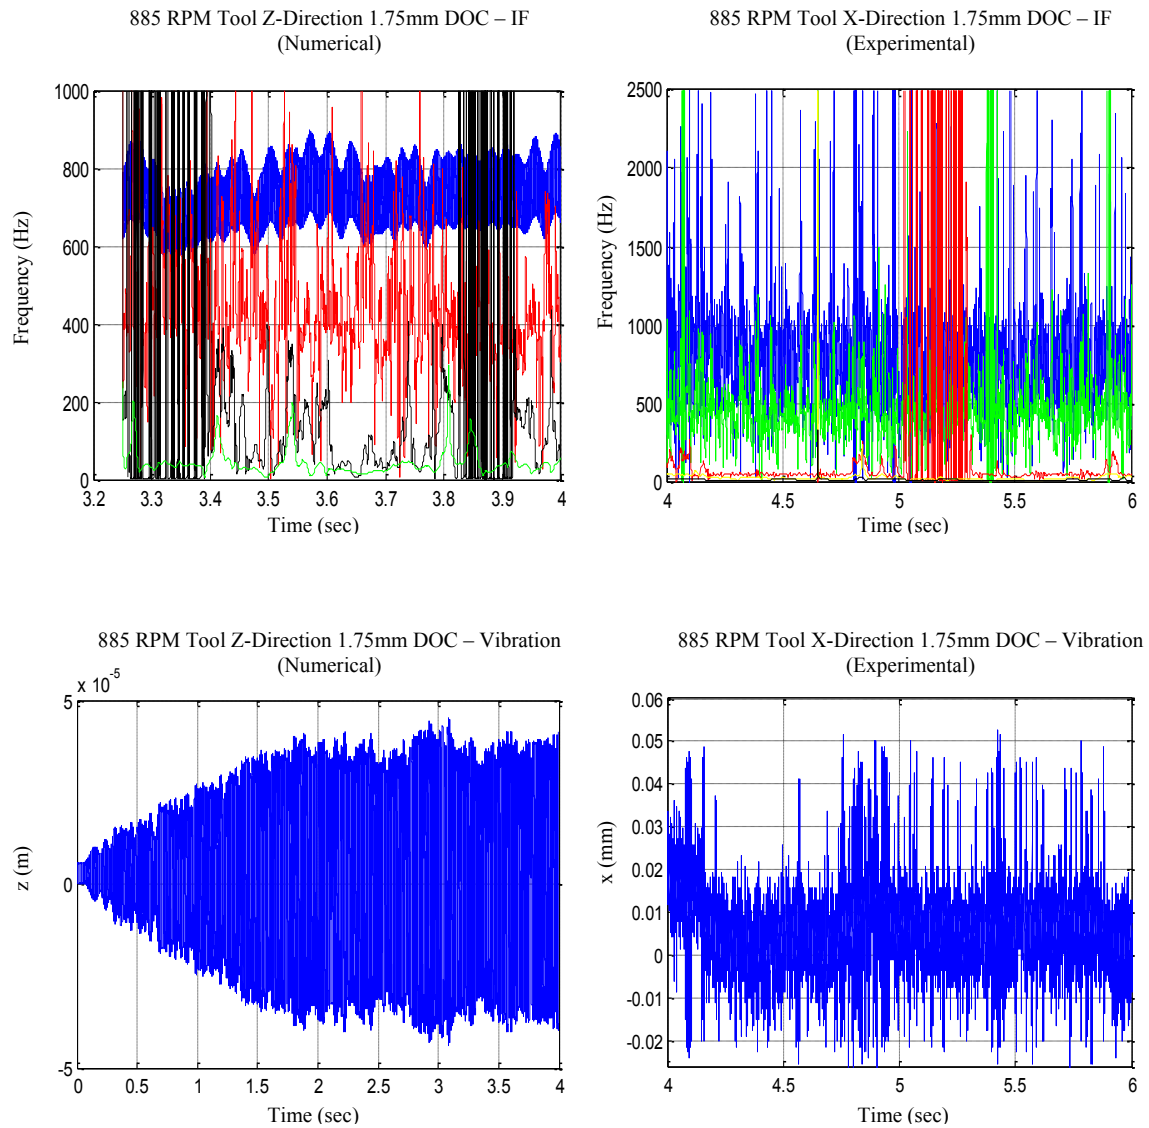 885 RPM Tool Z-Direction 1.75mm DOC – IF
(Numerical)
885 RPM Tool X-Direction 1.75mm DOC – IF
(Experimental)
1000
800
600
400
200
0
Frequency (Hz)
3.2 3.3 3.4 3.5 3.6 3.7 3.8 3.9 4
Time (sec)
2500
2000
1500
1000
500
0
Frequency (Hz)
4 4.5 5 5.5 6
Time (sec)
885 RPM Tool Z-Direction 1.75mm DOC – Vibration
(Numerical)
885 RPM Tool X-Direction 1.75mm DOC – Vibration
(Experimental)
x 10⁻⁵
5
0
-5
z (m)
0 0.5 1 1.5 2 2.5 3 3.5 4
Time (sec)
0.06
0.05
0.04
0.03
0.02
0.01
0
-0.01
-0.02
x (mm)
4 4.5 5 5.5 6
Time (sec)